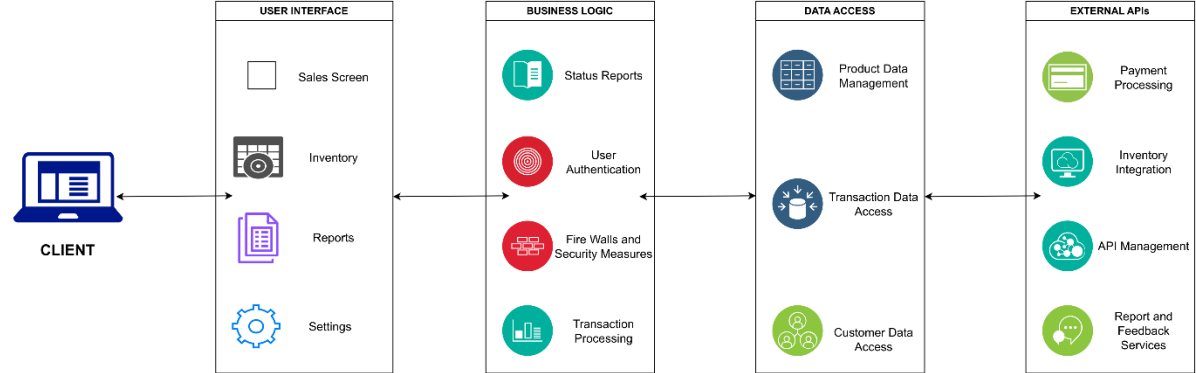 USER INTERFACE
Sales Screen
Inventory
Reports
Settings
BUSINESS LOGIC
Status Reports
User
Authentication
Fire Walls and
Security Measures
Transaction
Processing
DATA ACCESS
Product Data
Management
Transaction Data
Access
Customer Data
Access
EXTERNAL APIs
Payment
Processing
Inventory
Integration
API Management
Report and
Feedback
Services
CLIENT